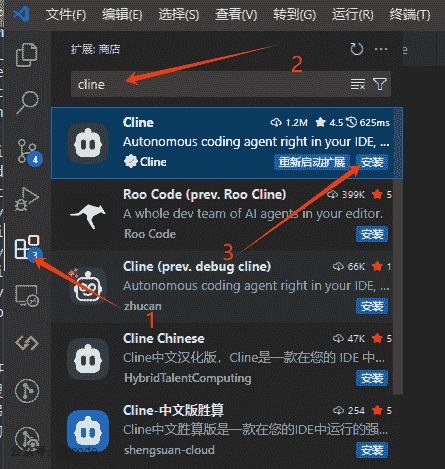 文件(F) 编辑(E) 选择(S) 查看(V) 转到(G) 运行(R) 终端(T)
扩展: 商店
2
cline
Cline 1.2M 4.5 625ms
Autonomous coding agent right in your IDE, ...
Cline 重新启动扩展 安装
Roo Code (prev. Roo Cline) 399K 5
A whole dev team of AI agents in your editor.
Roo Code 安装
4
3
3
Cline (prev. debug cline) 66K 1
Autonomous coding agent right in your IDE, ...
zhucan 安装
1
Cline Chinese 47K 5
Cline中文汉化版，Cline是一款在您的 IDE 中...
HybridTalentComputing 安装
Cline-中文版胜算 254 5
Cline中文胜算版是一款在您的IDE中运行的强...
shengsuan-cloud 安装